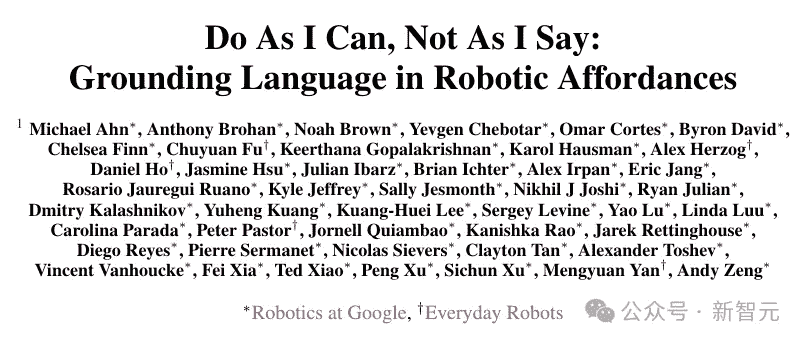 Do As I Can, Not As I Say:
Grounding Language in Robotic Affordances
1 Michael Ahn*, Anthony Brohan*, Noah Brown*, Yevgen Chebotar*, Omar Cortes*, Byron David*,
Chelsea Finn*, Chuyuan Fu†, Keerthana Gopalakrishnan*, Karol Hausman*, Alex Herzog†,
Daniel Ho†, Jasmine Hsu*, Julian Ibarz*, Brian Ichter*, Alex Irpan*, Eric Jang*,
Rosario Jauregui Ruano*, Kyle Jeffrey*, Sally Jesmonth*, Nikhil J Joshi*, Ryan Julian*,
Dmitry Kalashnikov*, Yuheng Kuang*, Kuang-Huei Lee*, Sergey Levine*, Yao Lu*, Linda Luu*,
Carolina Parada*, Peter Pastor†, Jornell Quiambao*, Kanishka Rao*, Jarek Rettinghouse*,
Diego Reyes*, Pierre Sermanet*, Nicolas Sievers*, Clayton Tan*, Alexander Toshev*,
Vincent Vanhoucke*, Fei Xia*, Ted Xiao*, Peng Xu*, Sichun Xu*, Mengyuan Yan†, Andy Zeng*
*Robotics at Google, †Everyday Robots 公众号 · 新智元